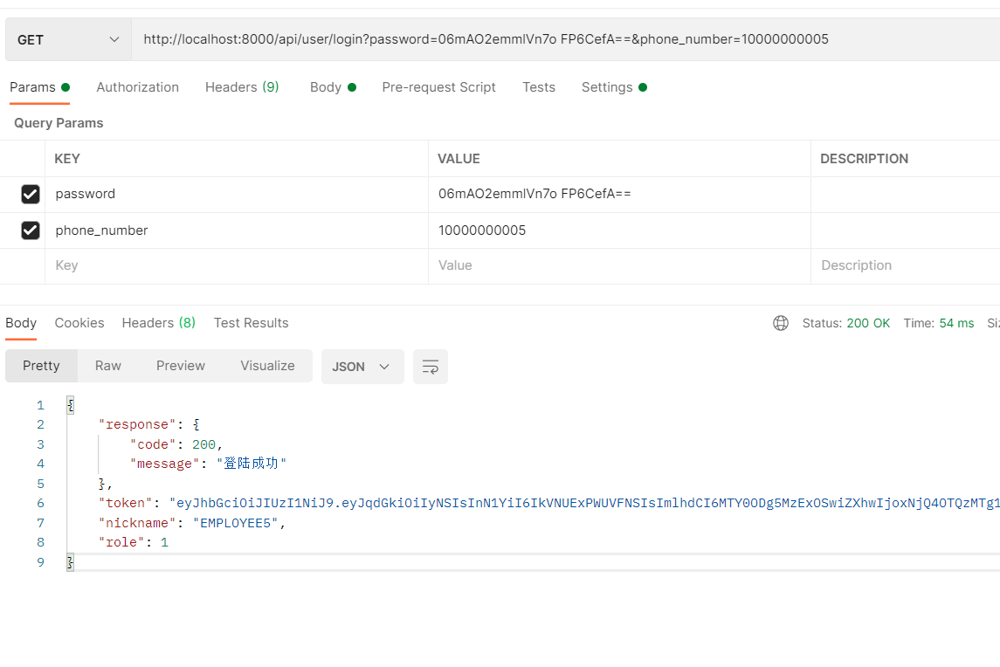 GET http://localhost:8000/api/user/login?password=06mAO2emmlVn7o FP6CefA==&phone_number=10000000005
Params Authorization Headers (9) Body Pre-request Script Tests Settings
Query Params
KEY VALUE DESCRIPTION
password 06mAO2emmlVn7o FP6CefA==
phone_number 10000000005
Key Value Description
Body Cookies Headers (8) Test Results Status: 200 OK Time: 54 ms
Pretty Raw Preview Visualize JSON
1 {
2 "response": {
3 "code": 200,
4 "message": "登陆成功"
5 },
6 "token": "eyJhbGciOiJIUzI1NiJ9.eyJqdGkiOiIyNSIsInN1YiI6IkVNUExPWUVFNSIsImlhdCI6MTY0ODg5MzExOSwiZXhwIjoxNjQ4OTQzMTg1
7 "nickname": "EMPLOYEE5",
8 "role": 1
9 }